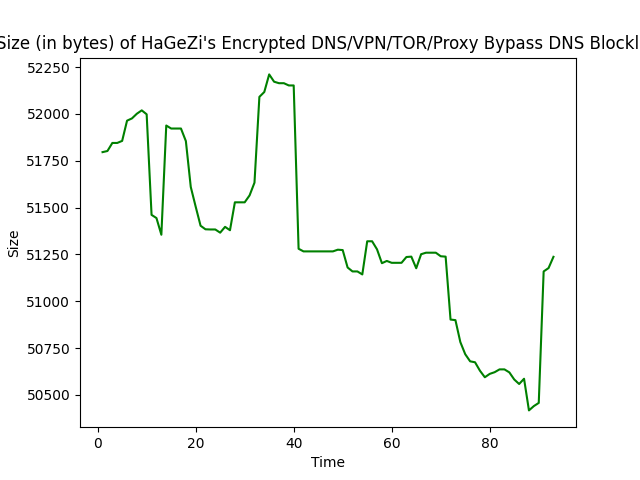 Size (in bytes) of HaGeZi's Encrypted DNS/VPN/TOR/Proxy Bypass DNS Blockl
52250
52000
51750
51500
51250
51000
50750
50500
Size
0 20 40 60 80
Time